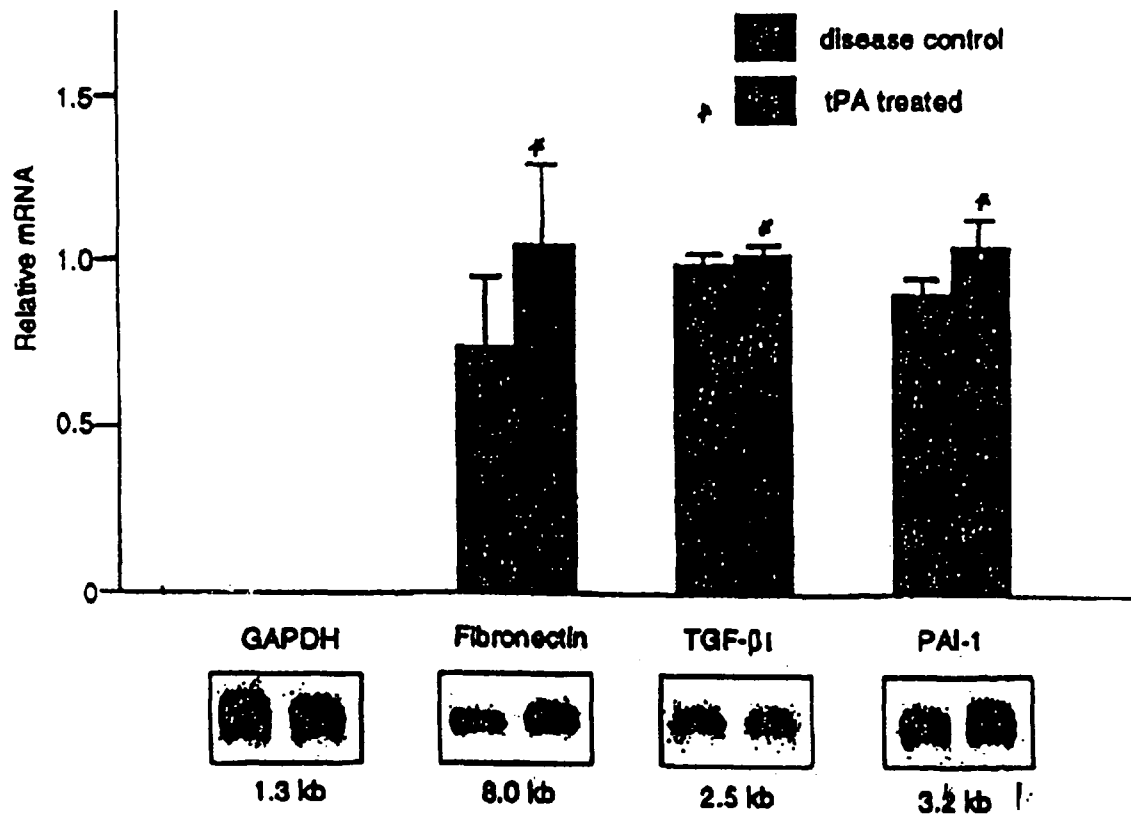 disease control
tPA treated
Relative mRNA
1.5
1.0
0.5
0
GAPDH Fibronectin TGF-β1 PAI-1
1.3 kb 8.0 kb 2.5 kb 3.2 kb